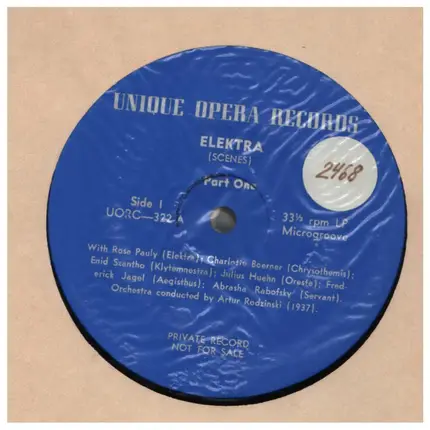 UNIQUE OPERA RECORDS
ELEKTRA
(SCENES)
2468
Part One
Side 1
33⅓ rpm LP
UORC—322 A
Microgroove
With Rose Pauly (Elektra); Charlotte Boerner (Chrysothemis);
Enid Szantho (Klytemnestra); Julius Huehn (Oreste); Fred-
erick Jagel (Aegisthus); Abrasha Robofsky (Servant).
Orchestra conducted by Artur Rodzinski (1937).
PRIVATE RECORD
NOT FOR SALE